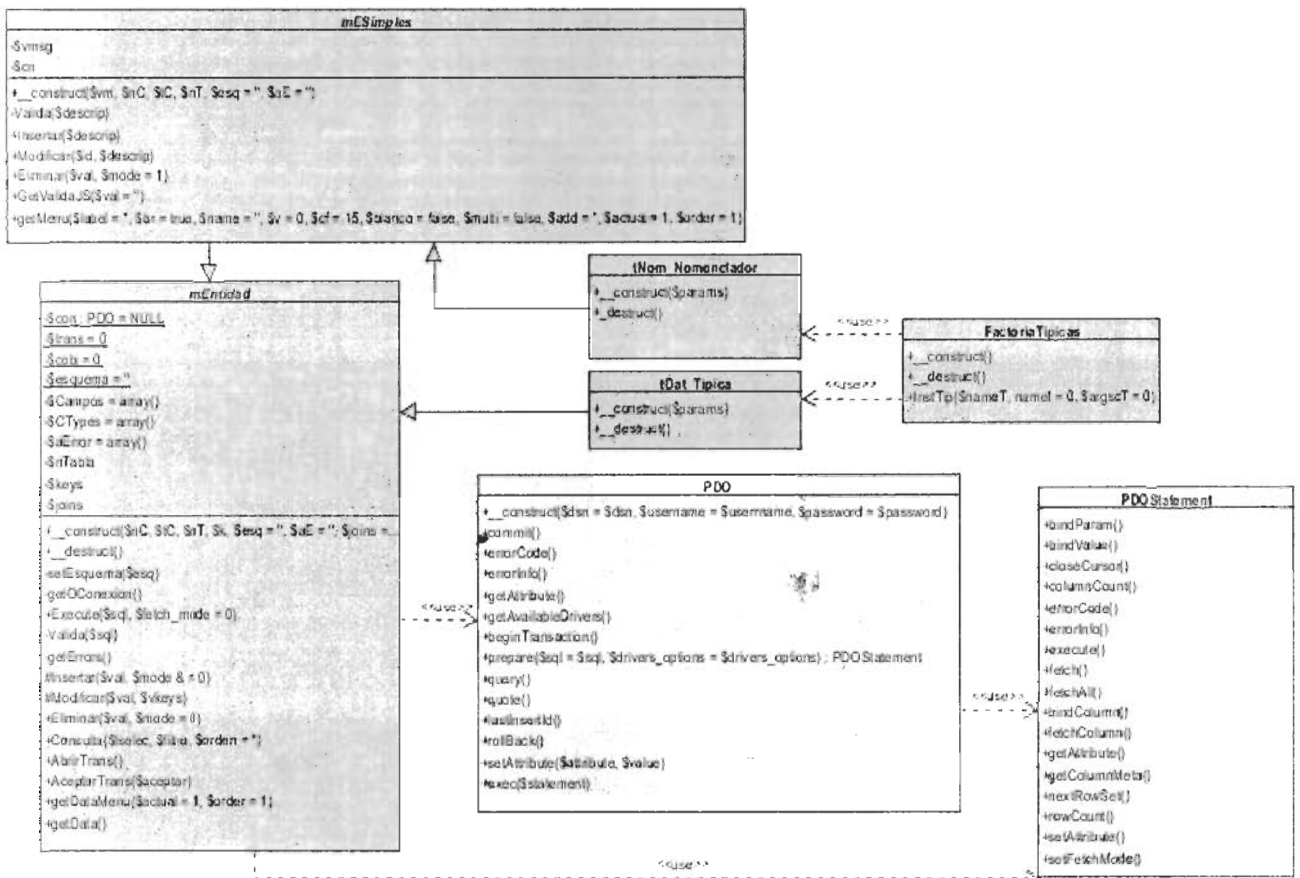 mESimples
-$vmsg
-$cn
+__construct($vm, $nC, $tC, $nT, $esq = '', $aE = '')
-Valida($descrip)
+Insertar($descrip)
+Modificar($id, $descrip)
+Eliminar($val, $mode = 1)
+GetValidaJS($val = '')
+getMenu($label = '', $br = true, $name = '', $v = 0, $cf = 15, $blanco = false, $multi = false, $add = '', $actual = 1, $order = 1)
tNom_Nomenclador
+__construct($params)
+_destruct()
mEntidad
-$con : PDO = NULL
-$trans = 0
-$cobj = 0
-$esquema = ''
-$Campos = array()
-$CTypes = array()
-$aError = array()
-$nTabla
-$keys
-$joins
+__construct($nC, $tC, $nT, $k, $esq = '', $aE = '', $joins =...
+__destruct()
-setEsquema($esq)
-getOConexion()
+Execute($sql, $fetch_mode = 0)
-Valida($sql)
-getErrors()
#Insertar($val, $mode & = 0)
#Modificar($val, $vkeys)
+Eliminar($val, $mode = 0)
+Consulta($lselec, $filtro, $orden = '')
+AbrirTrans()
+AceptarTrans($aceptar)
+getDataMenu($actual = 1, $order = 1)
+getData()
<<use>>
FactoriaTipicas
+__construct()
+__destruct()
+InstTip($nameT, nameI = 0, $argscT = 0)
tDat_Tipica
+__construct($params)
+__destruct()
<<use>>
<<use>>
PDO
+__construct($dsn = $dsn, $username = $username, $password = $password)
+commit()
+errorCode()
+errorInfo()
+getAttribute()
+getAvailableDrivers()
+beginTransaction()
+prepare($sql = $sql, $drivers_options = $drivers_options) : PDOStatement
+query()
+quote()
+lastInsertId()
+rollBack()
+setAttribute($attribute, $value)
+exec($statement)
<<use>>
PDOStatement
+bindParam()
+bindValue()
+closeCursor()
+columnCount()
+errorCode()
+errorInfo()
+execute()
+fetch()
+fetchAll()
+bindColumn()
+fetchColumn()
+getAttribute()
+getColumnMeta()
+nextRowSet()
+rowCount()
+setAttribute()
+setFetchMode()
<<use>>